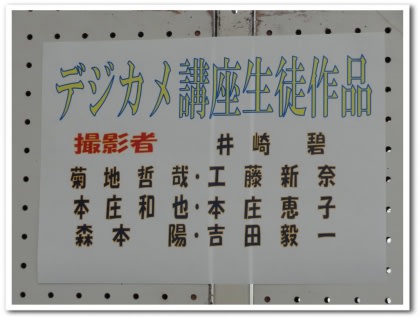 デジカメ講座生徒作品
撮影者 井崎碧
菊地哲哉・工藤新奈
本庄和也・本庄恵子
森本陽・吉田毅一